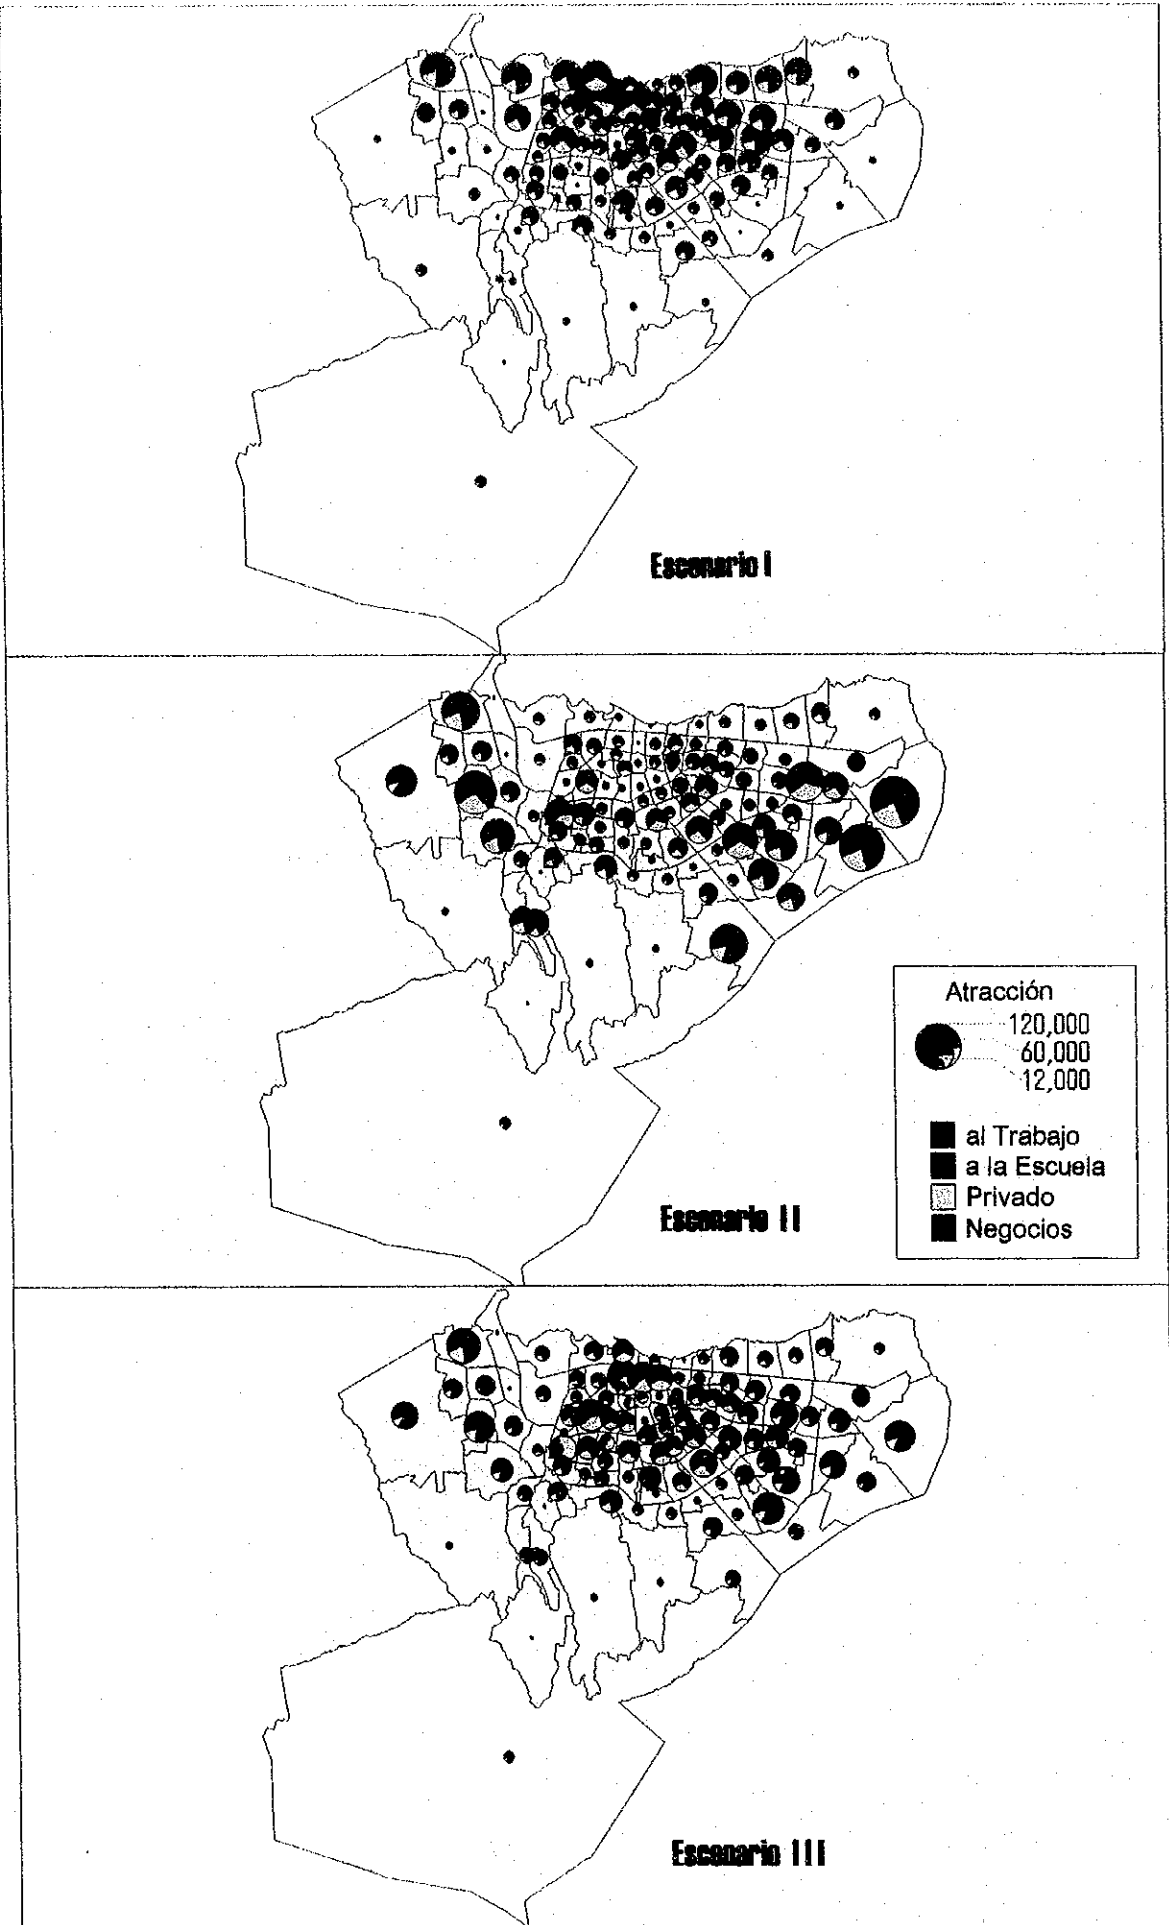 Escenario I
Atracción
120,000
60,000
12,000
al Trabajo
a la Escuela
Privado
Negocios
Escenario II
Escenario III